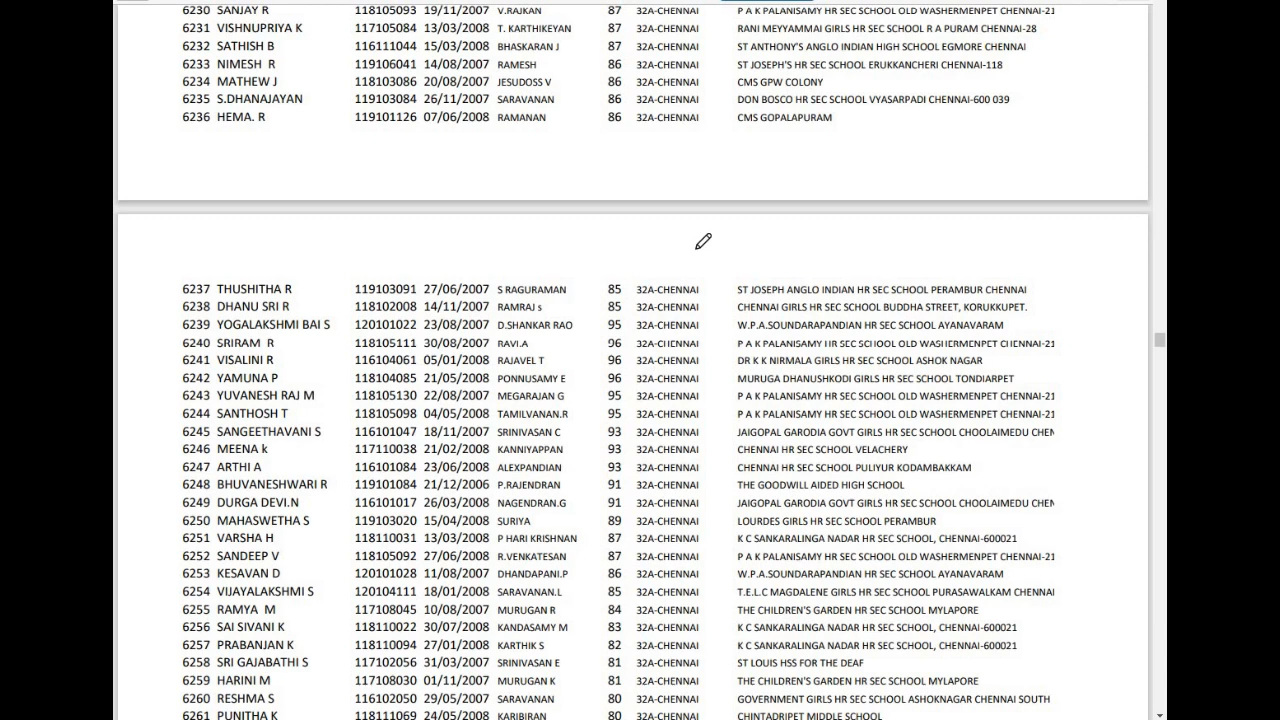 6230 SANJAY R 118105093 19/11/2007 V.RAJKAN 87 32A-CHENNAI P A K PALANISAMY HR SEC SCHOOL OLD WASHERMENPET CHENNAI-21
6231 VISHNUPRIYA K 117105084 13/03/2008 T. KARTHIKEYAN 87 32A-CHENNAI RANI MEYYAMMAI GIRLS HR SEC SCHOOL R A PURAM CHENNAI-28
6232 SATHISH B 116111044 15/03/2008 BHASKARAN J 87 32A-CHENNAI ST ANTHONY'S ANGLO INDIAN HIGH SCHOOL EGMORE CHENNAI
6233 NIMESH R 119106041 14/08/2007 RAMESH 86 32A-CHENNAI ST JOSEPH'S HR SEC SCHOOL ERUKKANCHERI CHENNAI-118
6234 MATHEW J 118103086 20/08/2007 JESUDOSS V 86 32A-CHENNAI CMS GPW COLONY
6235 S.DHANAJAYAN 119103084 26/11/2007 SARAVANAN 86 32A-CHENNAI DON BOSCO HR SEC SCHOOL VYASARPADI CHENNAI-600 039
6236 HEMA. R 119101126 07/06/2008 RAMANAN 86 32A-CHENNAI CMS GOPALAPURAM
6237 THUSHITHA R 119103091 27/06/2007 S RAGURAMAN 85 32A-CHENNAI ST JOSEPH ANGLO INDIAN HR SEC SCHOOL PERAMBUR CHENNAI
6238 DHANU SRI R 118102008 14/11/2007 RAMRAJ s 85 32A-CHENNAI CHENNAI GIRLS HR SEC SCHOOL BUDDHA STREET, KORUKKUPET.
6239 YOGALAKSHMI BAI S 120101022 23/08/2007 D.SHANKAR RAO 95 32A-CHENNAI W.P.A.SOUNDARAPANDIAN HR SEC SCHOOL AYANAVARAM
6240 SRIRAM R 118105111 30/08/2007 RAVI.A 96 32A-CHENNAI P A K PALANISAMY HR SEC SCHOOL OLD WASHERMENPET CHENNAI-21
6241 VISALINI R 116104061 05/01/2008 RAJAVEL T 96 32A-CHENNAI DR K K NIRMALA GIRLS HR SEC SCHOOL ASHOK NAGAR
6242 YAMUNA P 118104085 21/05/2008 PONNUSAMY E 96 32A-CHENNAI MURUGA DHANUSHKODI GIRLS HR SEC SCHOOL TONDIARPET
6243 YUVANESH RAJ M 118105130 22/08/2007 MEGARAJAN G 95 32A-CHENNAI P A K PALANISAMY HR SEC SCHOOL OLD WASHERMENPET CHENNAI-21
6244 SANTHOSH T 118105098 04/05/2008 TAMILVANAN.R 95 32A-CHENNAI P A K PALANISAMY HR SEC SCHOOL OLD WASHERMENPET CHENNAI-21
6245 SANGEETHAVANI S 116101047 18/11/2007 SRINIVASAN C 93 32A-CHENNAI JAIGOPAL GARODIA GOVT GIRLS HR SEC SCHOOL CHOOLAIMEDU CHEN
6246 MEENA k 117110038 21/02/2008 KANNIYAPPAN 93 32A-CHENNAI CHENNAI HR SEC SCHOOL VELACHERY
6247 ARTHI A 116101084 23/06/2008 ALEXPANDIAN 93 32A-CHENNAI CHENNAI HR SEC SCHOOL PULIYUR KODAMBAKKAM
6248 BHUVANESHWARI R 119101084 21/12/2006 P.RAJENDRAN 91 32A-CHENNAI THE GOODWILL AIDED HIGH SCHOOL
6249 DURGA DEVI.N 116101017 26/03/2008 NAGENDRAN.G 91 32A-CHENNAI JAIGOPAL GARODIA GOVT GIRLS HR SEC SCHOOL CHOOLAIMEDU CHEN
6250 MAHASWETHA S 119103020 15/04/2008 SURIYA 89 32A-CHENNAI LOURDES GIRLS HR SEC SCHOOL PERAMBUR
6251 VARSHA H 118110031 13/03/2008 P HARI KRISHNAN 87 32A-CHENNAI K C SANKARALINGA NADAR HR SEC SCHOOL, CHENNAI-600021
6252 SANDEEP V 118105092 27/06/2008 R.VENKATESAN 87 32A-CHENNAI P A K PALANISAMY HR SEC SCHOOL OLD WASHERMENPET CHENNAI-21
6253 KESAVAN D 120101028 11/08/2007 DHANDAPANI.P 86 32A-CHENNAI W.P.A.SOUNDARAPANDIAN HR SEC SCHOOL AYANAVARAM
6254 VIJAYALAKSHMI S 120104111 18/01/2008 SARAVANAN.L 85 32A-CHENNAI T.E.L.C MAGDALENE GIRLS HR SEC SCHOOL PURASAWALKAM CHENNAI
6255 RAMYA M 117108045 10/08/2007 MURUGAN R 84 32A-CHENNAI THE CHILDREN'S GARDEN HR SEC SCHOOL MYLAPORE
6256 SAI SIVANI K 118110022 30/07/2008 KANDASAMY M 83 32A-CHENNAI K C SANKARALINGA NADAR HR SEC SCHOOL, CHENNAI-600021
6257 PRABANJAN K 118110094 27/01/2008 KARTHIK S 82 32A-CHENNAI K C SANKARALINGA NADAR HR SEC SCHOOL, CHENNAI-600021
6258 SRI GAJABATHI S 117102056 31/03/2007 SRINIVASAN E 81 32A-CHENNAI ST LOUIS HSS FOR THE DEAF
6259 HARINI M 117108030 01/11/2007 MURUGAN K 81 32A-CHENNAI THE CHILDREN'S GARDEN HR SEC SCHOOL MYLAPORE
6260 RESHMA S 116102050 29/05/2007 SARAVANAN 80 32A-CHENNAI GOVERNMENT GIRLS HR SEC SCHOOL ASHOKNAGAR CHENNAI SOUTH
6261 PUNITHA K 118111069 24/05/2008 KARIBIRAN 80 32A-CHENNAI CHINTADRIPET MIDDLE SCHOOL